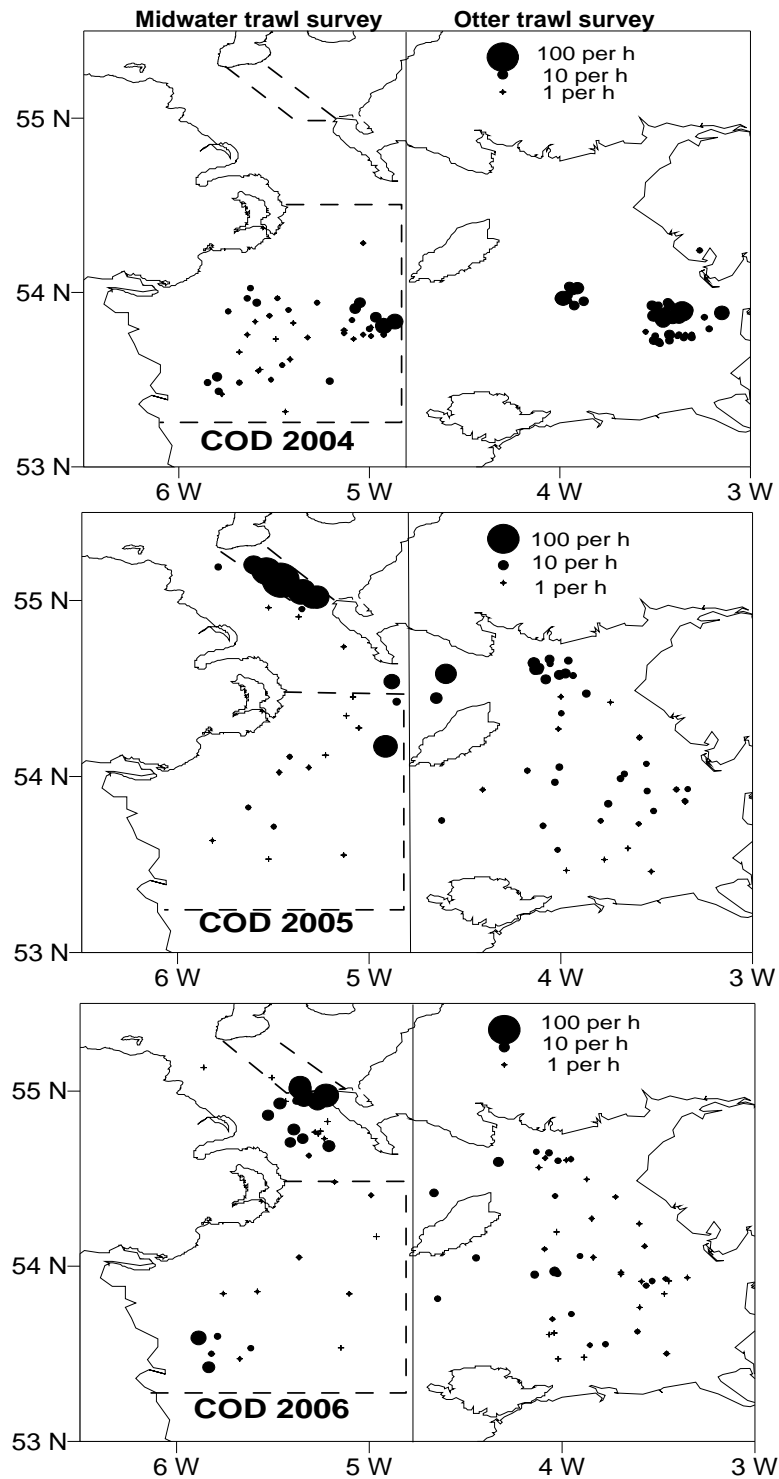 Midwater trawl survey Otter trawl survey
100 per h
10 per h
1 per h
55 N
54 N
COD 2004
53 N
6 W 5 W 4 W 3 W
100 per h
10 per h
1 per h
55 N
54 N
COD 2005
53 N
6 W 5 W 4 W 3 W
100 per h
10 per h
1 per h
55 N
54 N
COD 2006
53 N
6 W 5 W 4 W 3 W